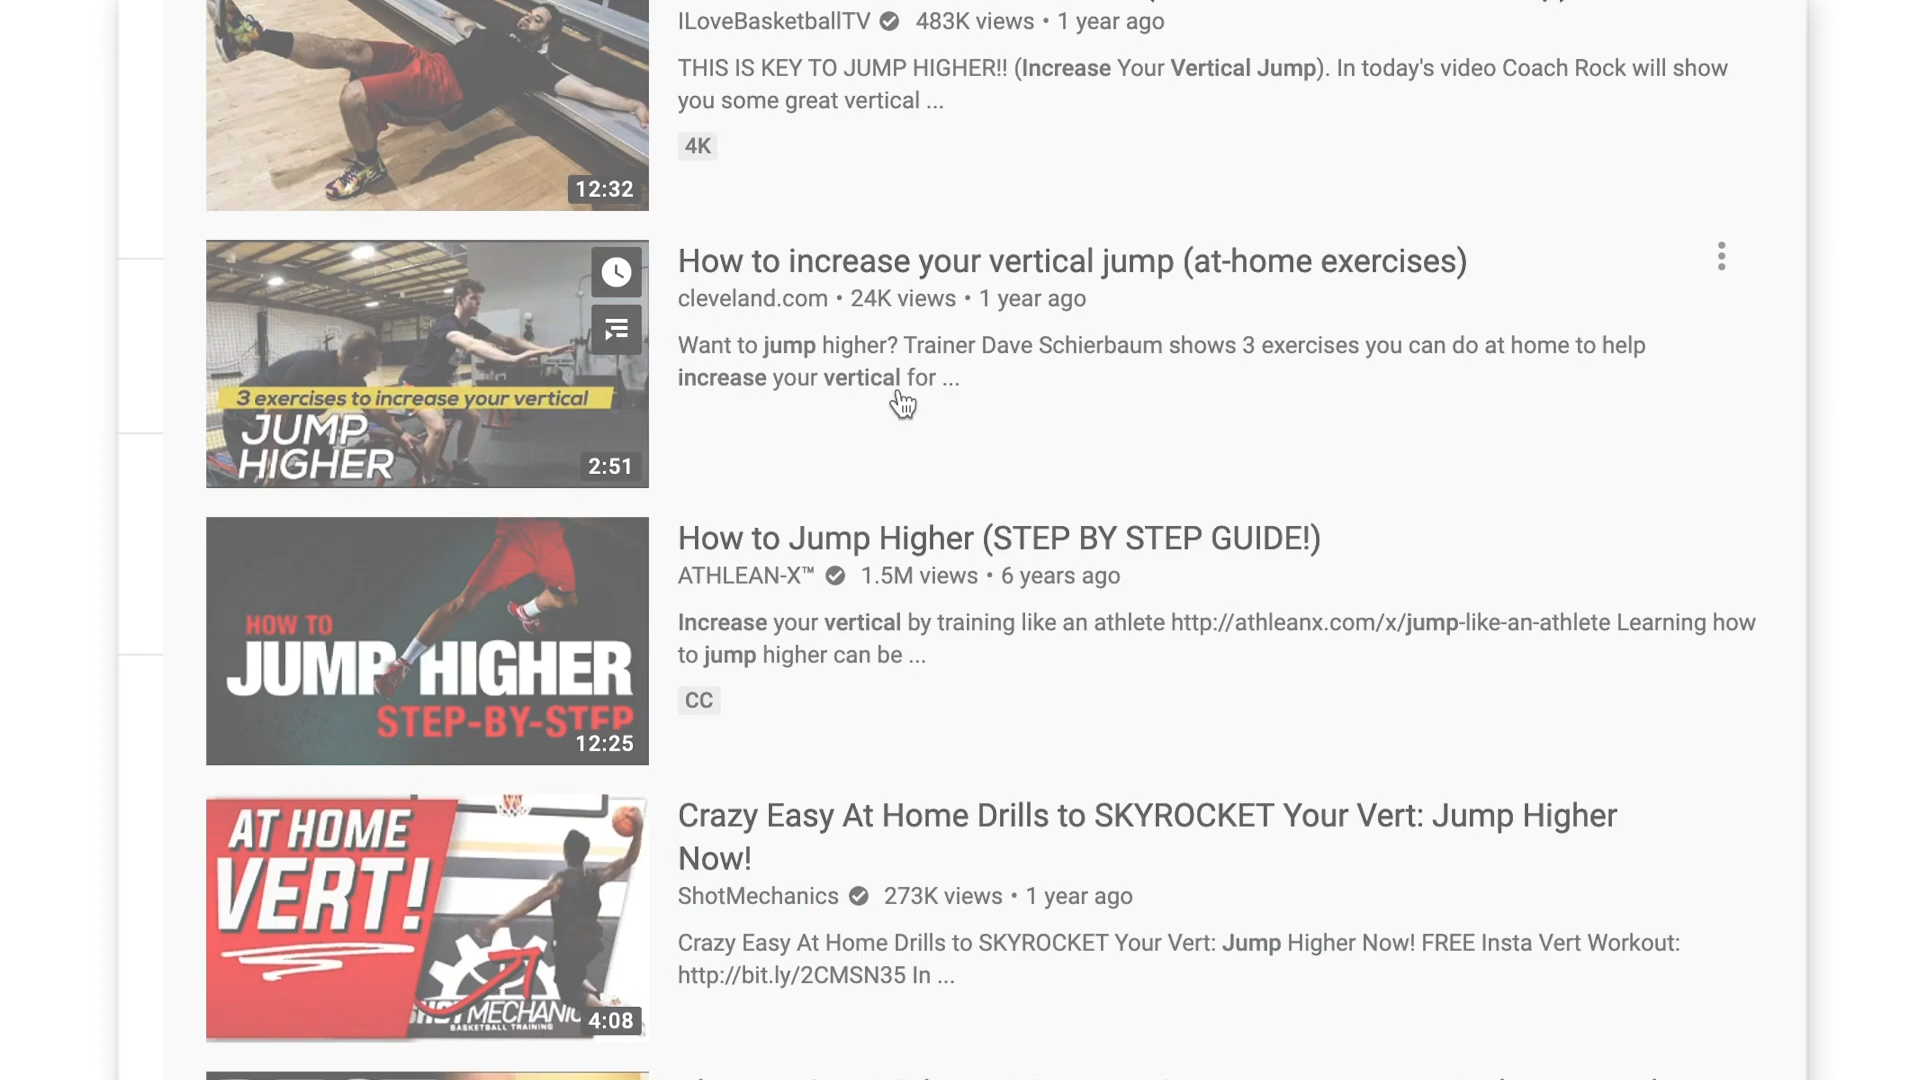 ILoveBasketballTV 483K views • 1 year ago
THIS IS KEY TO JUMP HIGHER!! (Increase Your Vertical Jump). In today's video Coach Rock will show
you some great vertical ...
4K
12:32
How to increase your vertical jump (at-home exercises)
cleveland.com • 24K views • 1 year ago
Want to jump higher? Trainer Dave Schierbaum shows 3 exercises you can do at home to help
increase your vertical for ...
3 exercises to increase your vertical
JUMP
HIGHER
2:51
How to Jump Higher (STEP BY STEP GUIDE!)
ATHLEAN-X™ 1.5M views • 6 years ago
Increase your vertical by training like an athlete http://athleanx.com/x/jump-like-an-athlete Learning how
to jump higher can be ...
CC
HOW TO
JUMP HIGHER
STEP-BY-STEP
12:25
Crazy Easy At Home Drills to SKYROCKET Your Vert: Jump Higher
Now!
ShotMechanics 273K views • 1 year ago
Crazy Easy At Home Drills to SKYROCKET Your Vert: Jump Higher Now! FREE Insta Vert Workout:
http://bit.ly/2CMSN35 In ...
AT HOME
VERT!
BASKETBALL TRAINING
4:08